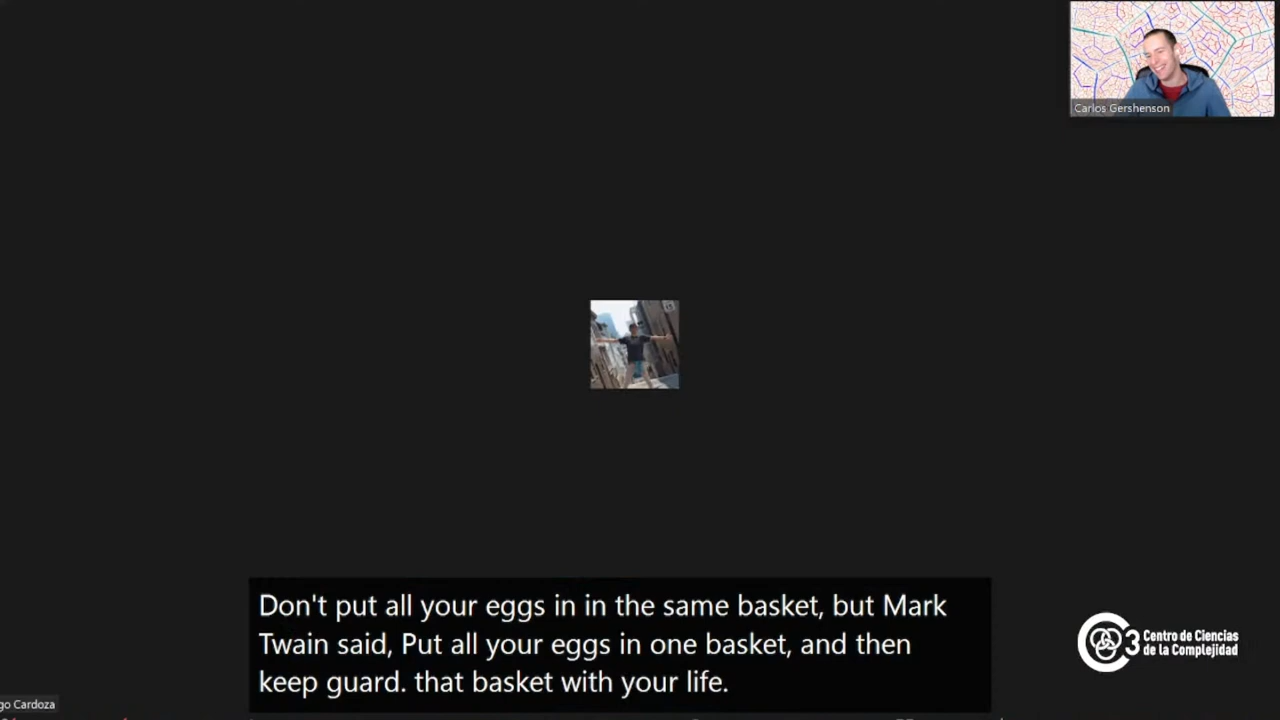 Carlos Gershenson
Don't put all your eggs in in the same basket, but Mark
Twain said, Put all your eggs in one basket, and then
keep guard. that basket with your life.
3 Centro de Ciencias
de la Complejidad
go Cardoza